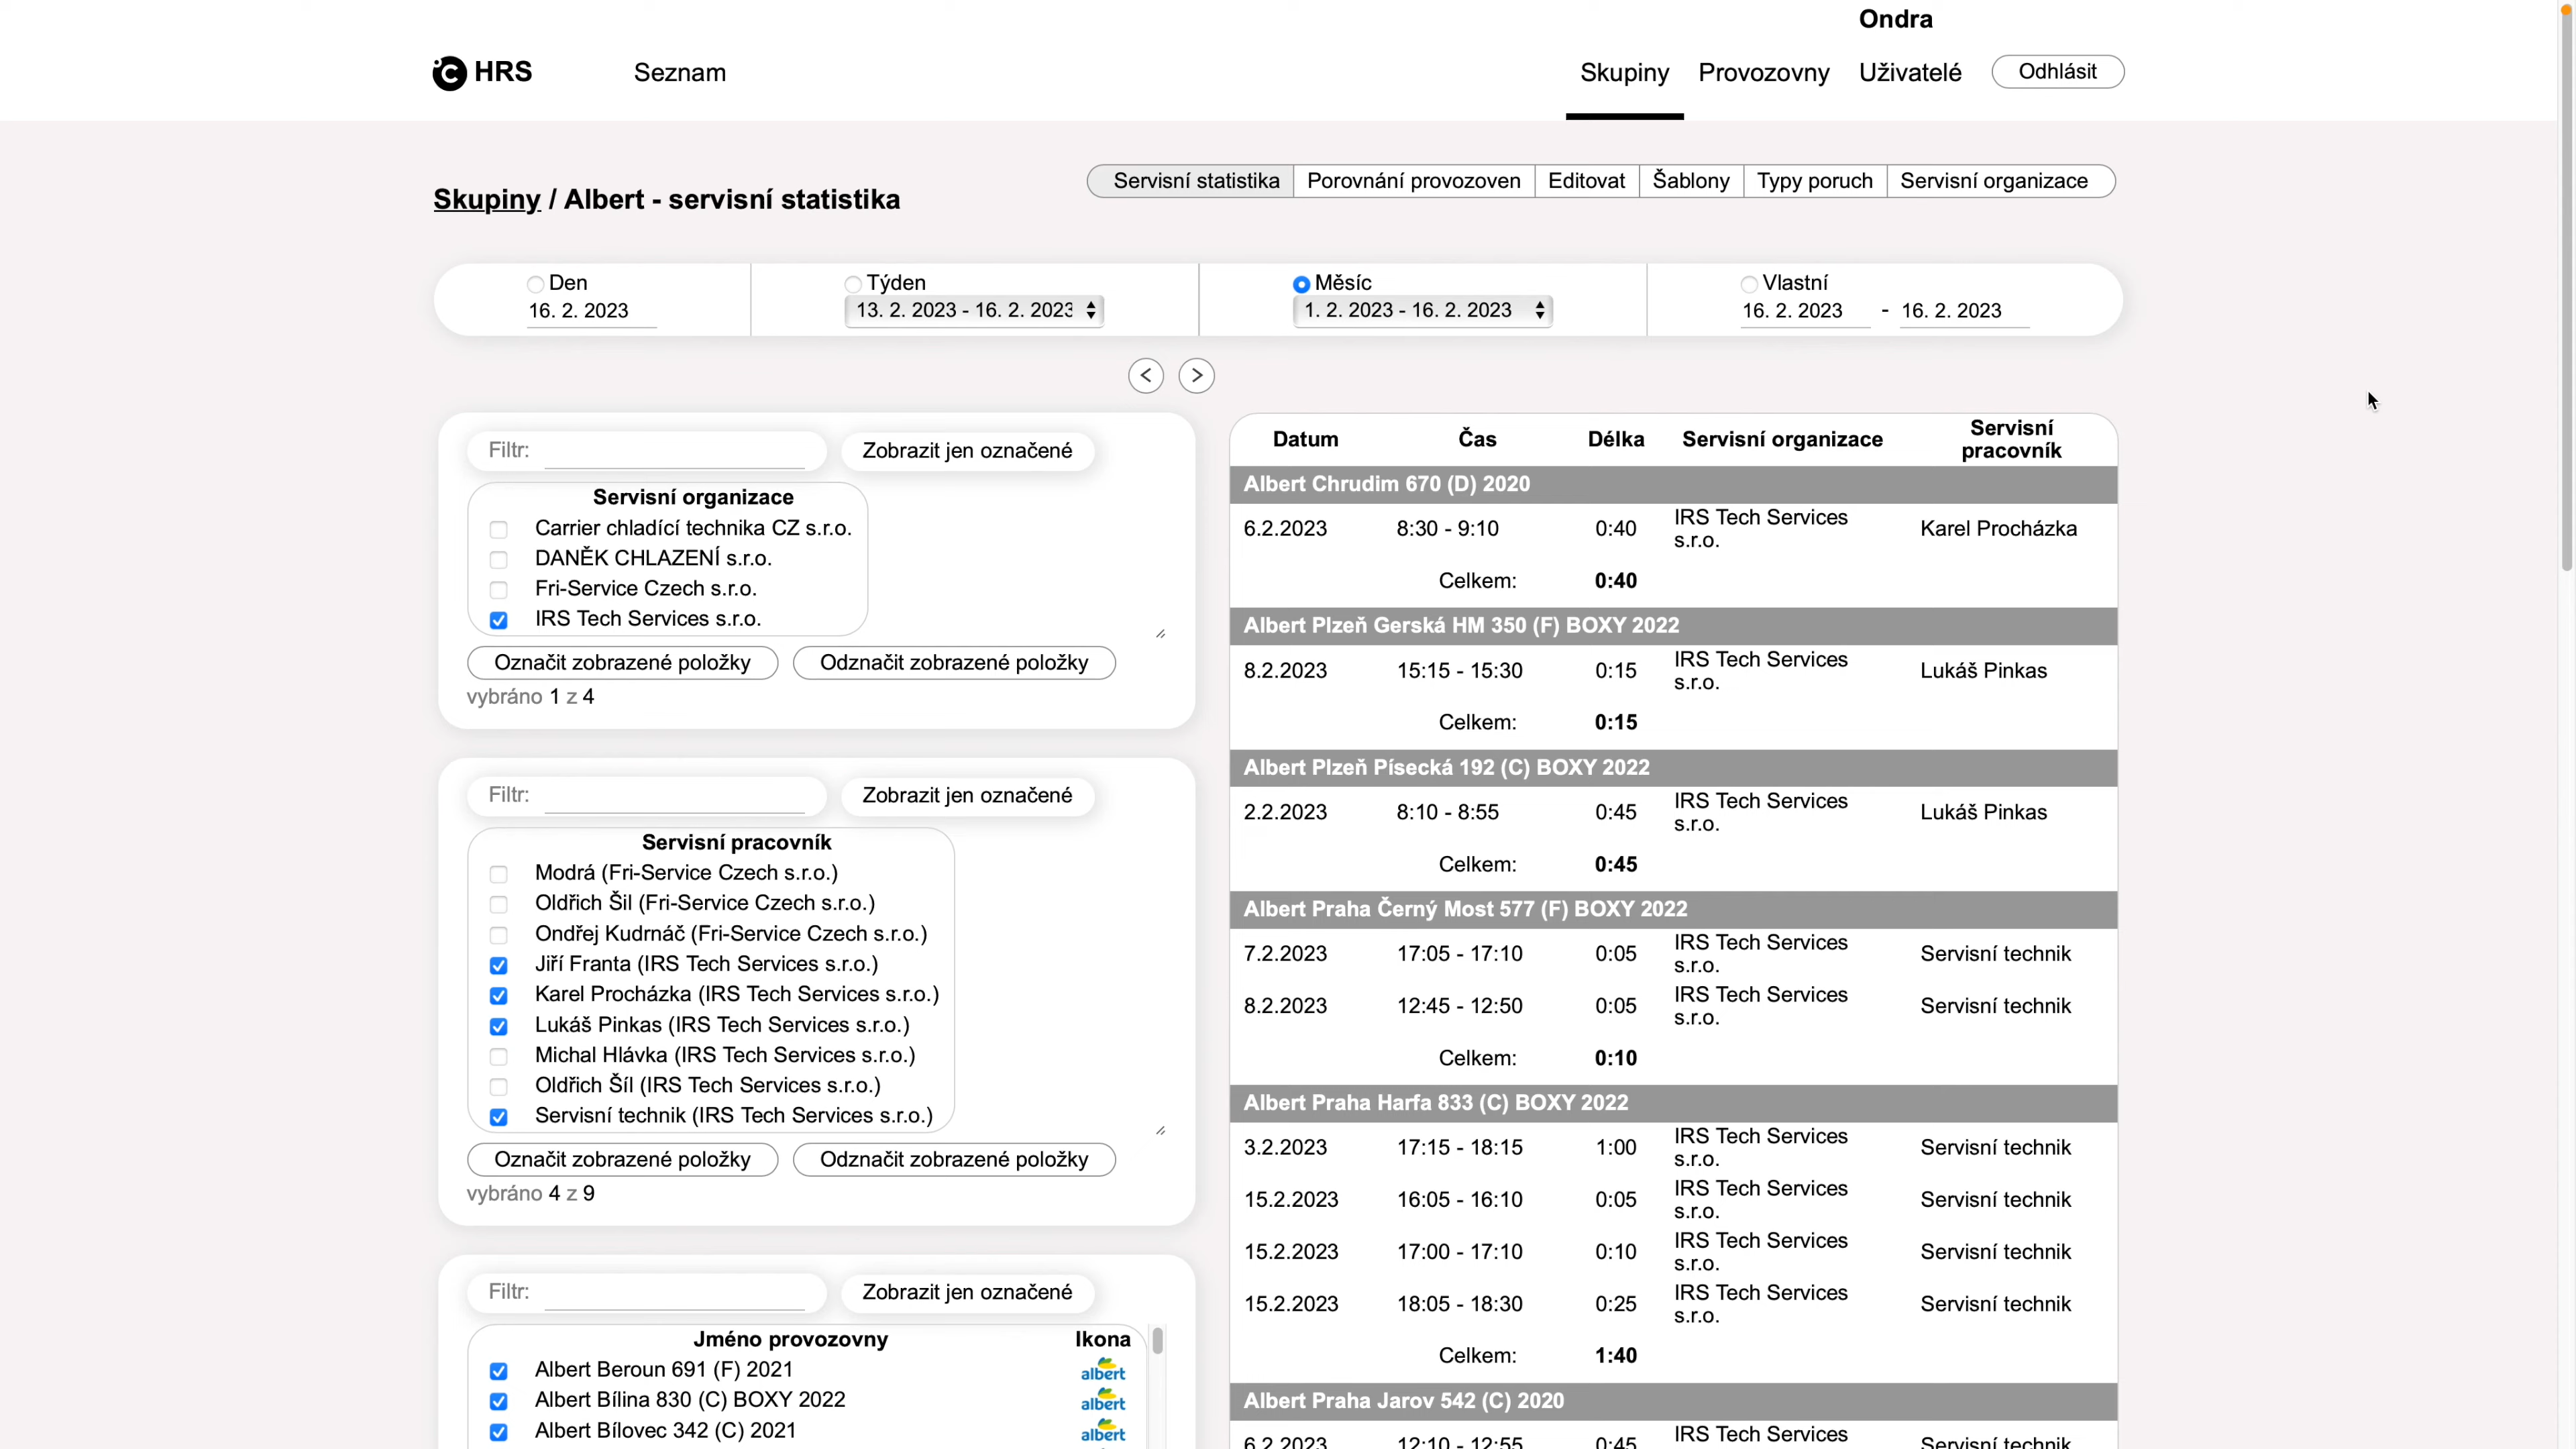 Ondra
HRS
Seznam
Skupiny Provozovny Uživatelé Odhlásit
Skupiny / Albert - servisní statistika
Servisní statistika Porovnání provozoven Editovat Šablony Typy poruch Servisní organizace
Den
16. 2. 2023
Týden
13. 2. 2023 - 16. 2. 2023
Měsíc
1. 2. 2023 - 16. 2. 2023
Vlastní
16. 2. 2023 - 16. 2. 2023
< >
Filtr: Zobrazit jen označené
Servisní organizace
Carrier chladící technika CZ s.r.o.
DANĚK CHLAZENÍ s.r.o.
Fri-Service Czech s.r.o.
IRS Tech Services s.r.o.
Označit zobrazené položky Odznačit zobrazené položky
vybráno 1 z 4
Filtr: Zobrazit jen označené
Servisní pracovník
Modrá (Fri-Service Czech s.r.o.)
Oldřich Šil (Fri-Service Czech s.r.o.)
Ondřej Kudrnáč (Fri-Service Czech s.r.o.)
Jiří Franta (IRS Tech Services s.r.o.)
Karel Procházka (IRS Tech Services s.r.o.)
Lukáš Pinkas (IRS Tech Services s.r.o.)
Michal Hlávka (IRS Tech Services s.r.o.)
Oldřich Šíl (IRS Tech Services s.r.o.)
Servisní technik (IRS Tech Services s.r.o.)
Označit zobrazené položky Odznačit zobrazené položky
vybráno 4 z 9
Filtr: Zobrazit jen označené
Jméno provozovny Ikona
Albert Beroun 691 (F) 2021 albert
Albert Bílina 830 (C) BOXY 2022 albert
Albert Bílovec 342 (C) 2021 albert
Datum Čas Délka Servisní organizace Servisní
pracovník
Albert Chrudim 670 (D) 2020
6.2.2023 8:30 - 9:10 0:40 IRS Tech Services
s.r.o. Karel Procházka
Celkem: 0:40
Albert Plzeň Gerská HM 350 (F) BOXY 2022
8.2.2023 15:15 - 15:30 0:15 IRS Tech Services
s.r.o. Lukáš Pinkas
Celkem: 0:15
Albert Plzeň Písecká 192 (C) BOXY 2022
2.2.2023 8:10 - 8:55 0:45 IRS Tech Services
s.r.o. Lukáš Pinkas
Celkem: 0:45
Albert Praha Černý Most 577 (F) BOXY 2022
7.2.2023 17:05 - 17:10 0:05 IRS Tech Services
s.r.o. Servisní technik
8.2.2023 12:45 - 12:50 0:05 IRS Tech Services
s.r.o. Servisní technik
Celkem: 0:10
Albert Praha Harfa 833 (C) BOXY 2022
3.2.2023 17:15 - 18:15 1:00 IRS Tech Services
s.r.o. Servisní technik
15.2.2023 16:05 - 16:10 0:05 IRS Tech Services
s.r.o. Servisní technik
15.2.2023 17:00 - 17:10 0:10 IRS Tech Services
s.r.o. Servisní technik
15.2.2023 18:05 - 18:30 0:25 IRS Tech Services
s.r.o. Servisní technik
Celkem: 1:40
Albert Praha Jarov 542 (C) 2020
6.2.2023 12:10 - 12:55 0:45 IRS Tech Services
Servisní technik